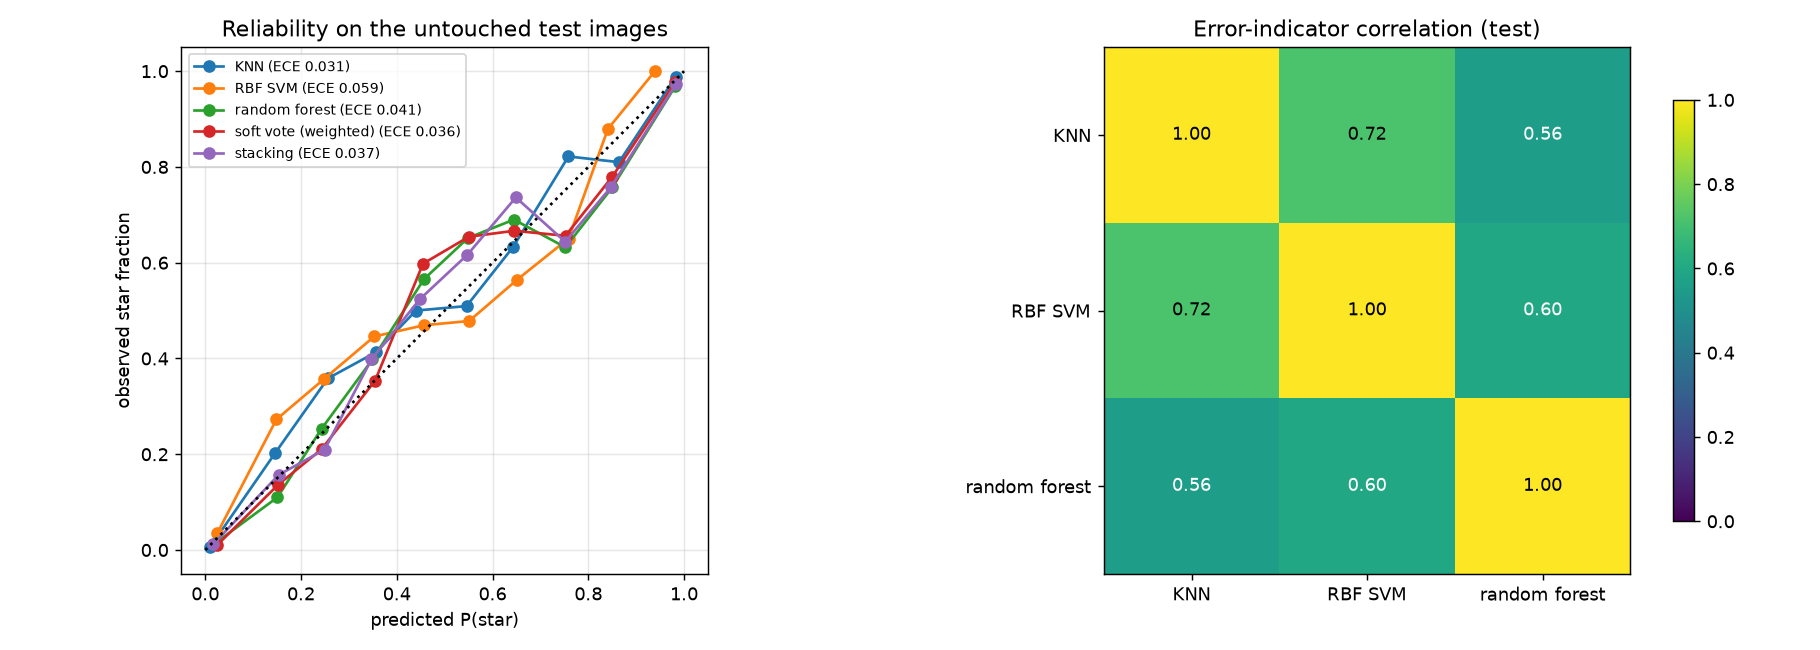 Reliability on the untouched test images
KNN (ECE 0.031)
RBF SVM (ECE 0.059)
random forest (ECE 0.041)
soft vote (weighted) (ECE 0.036)
stacking (ECE 0.037)
observed star fraction
1.0
0.8
0.6
0.4
0.2
0.0
0.0 0.2 0.4 0.6 0.8 1.0
predicted P(star)
Error-indicator correlation (test)
KNN 1.00 0.72 0.56
RBF SVM 0.72 1.00 0.60
random forest 0.56 0.60 1.00
KNN RBF SVM random forest
1.0
0.8
0.6
0.4
0.2
0.0